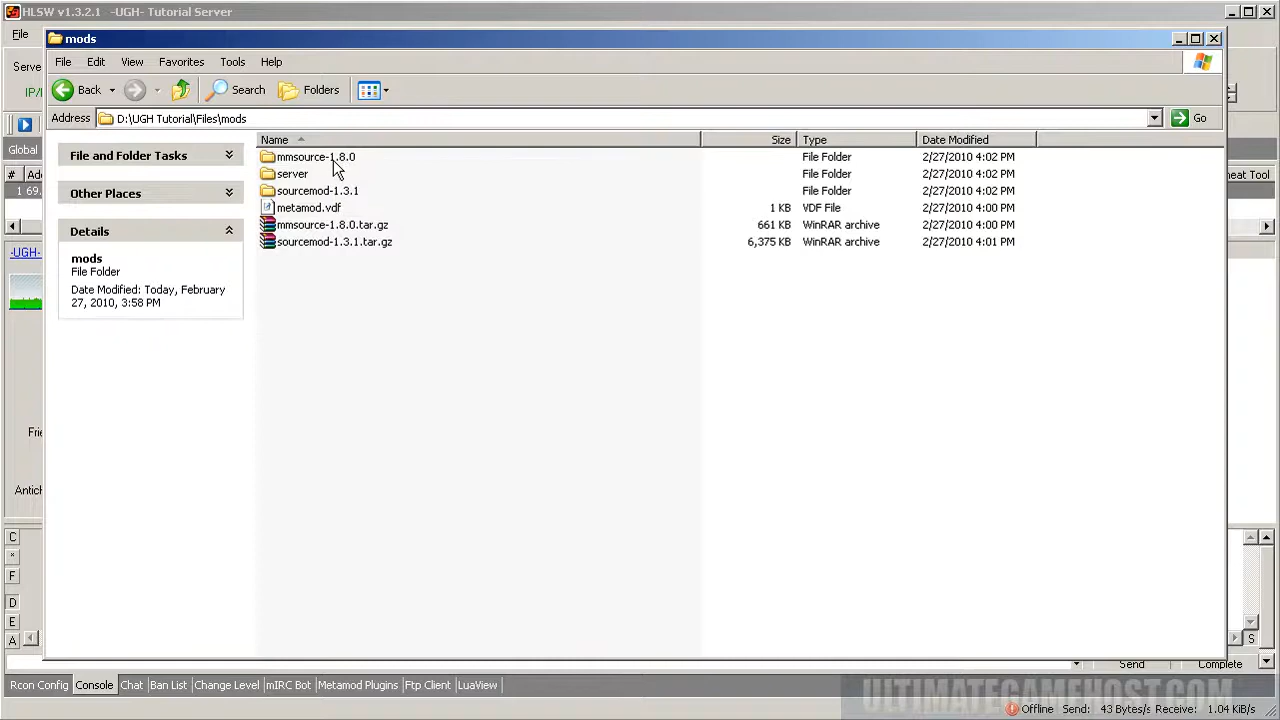 HLSW v1.3.2.1 -UGH- Tutorial Server
File
mods
File Edit View Favorites Tools Help
Serve
Back Search Folders
IP/
Address D:\UGH Tutorial\Files\mods Go
Name Size Type Date Modified
Global
File and Folder Tasks
mmsource-1.8.0 File Folder 2/27/2010 4:02 PM
# Du
eat Tool
server File Folder 2/27/2010 4:02 PM
1 69.
Other Places
sourcemod-1.3.1 File Folder 2/27/2010 4:02 PM
metamod.vdf 1 KB VDF File 2/27/2010 4:00 PM
mmsource-1.8.0.tar.gz 661 KB WinRAR archive 2/27/2010 4:00 PM
sourcemod-1.3.1.tar.gz 6,375 KB WinRAR archive 2/27/2010 4:01 PM
Details
-UGH-
mods
File Folder
Date Modified: Today, February
27, 2010, 3:58 PM
Frie
Antich
C
*
F
D
E
A
S
Send Complete
Rcon Config Console Chat Ban List Change Level mIRC Bot Metamod Plugins Ftp Client LuaView
ULTIMATEGAMEHOST.COM
Offline Send: 43 Bytes/s Receive: 1.04 KiB/s